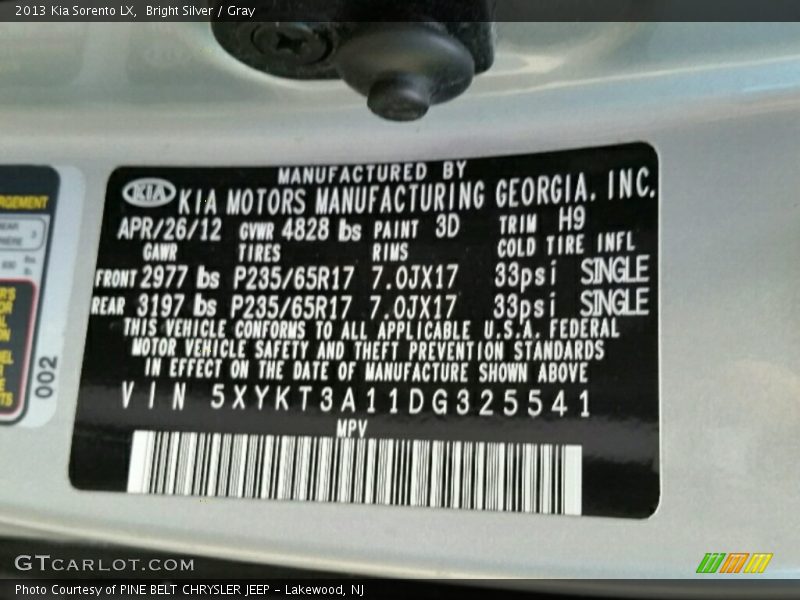 2013 Kia Sorento LX, Bright Silver / Gray
MANUFACTURED BY
KIA KIA MOTORS MANUFACTURING GEORGIA. INC.
APR/26/12 GVWR 4828 lbs PAINT 3D TRIM H9
GAWR TIRES RIMS COLD TIRE INFL
FRONT 2977 lbs P235/65R17 7.0JX17 33psi SINGLE
REAR 3197 lbs P235/65R17 7.0JX17 33psi SINGLE
THIS VEHICLE CONFORMS TO ALL APPLICABLE U.S.A. FEDERAL
MOTOR VEHICLE SAFETY AND THEFT PREVENTION STANDARDS
IN EFFECT ON THE DATE OF MANUFACTURE SHOWN ABOVE
VIN 5XYKT3A11DG325541
MPV
002
GTCARLOT.COM
Photo Courtesy of PINE BELT CHRYSLER JEEP - Lakewood, NJ